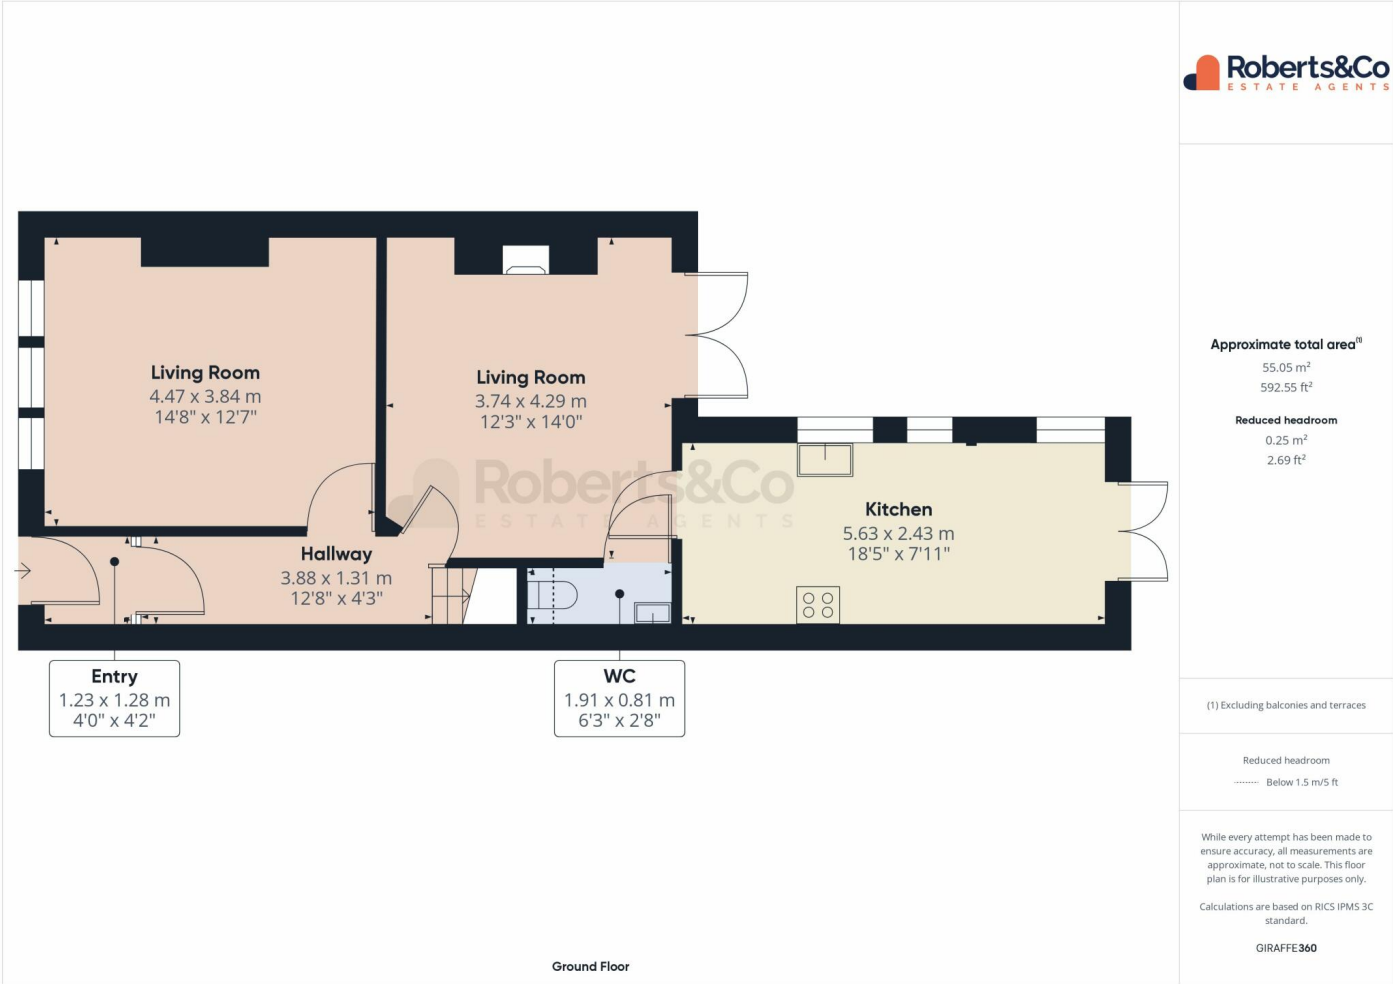 Roberts&Co
ESTATE AGENTS
Living Room
4.47 x 3.84 m
14'8" x 12'7"
Living Room
3.74 x 4.29 m
12'3" x 14'0"
Roberts&Co
ESTATE AGENTS
Kitchen
5.63 x 2.43 m
18'5" x 7'11"
Hallway
3.88 x 1.31 m
12'8" x 4'3"
Entry
1.23 x 1.28 m
4'0" x 4'2"
WC
1.91 x 0.81 m
6'3" x 2'8"
Ground Floor
Approximate total area(1)
55.05 m²
592.55 ft²
Reduced headroom
0.25 m²
2.69 ft²
(1) Excluding balconies and terraces
Reduced headroom
Below 1.5 m/5 ft
While every attempt has been made to
ensure accuracy, all measurements are
approximate, not to scale. This floor
plan is for illustrative purposes only.
Calculations are based on RICS IPMS 3C
standard.
GIRAFFE360